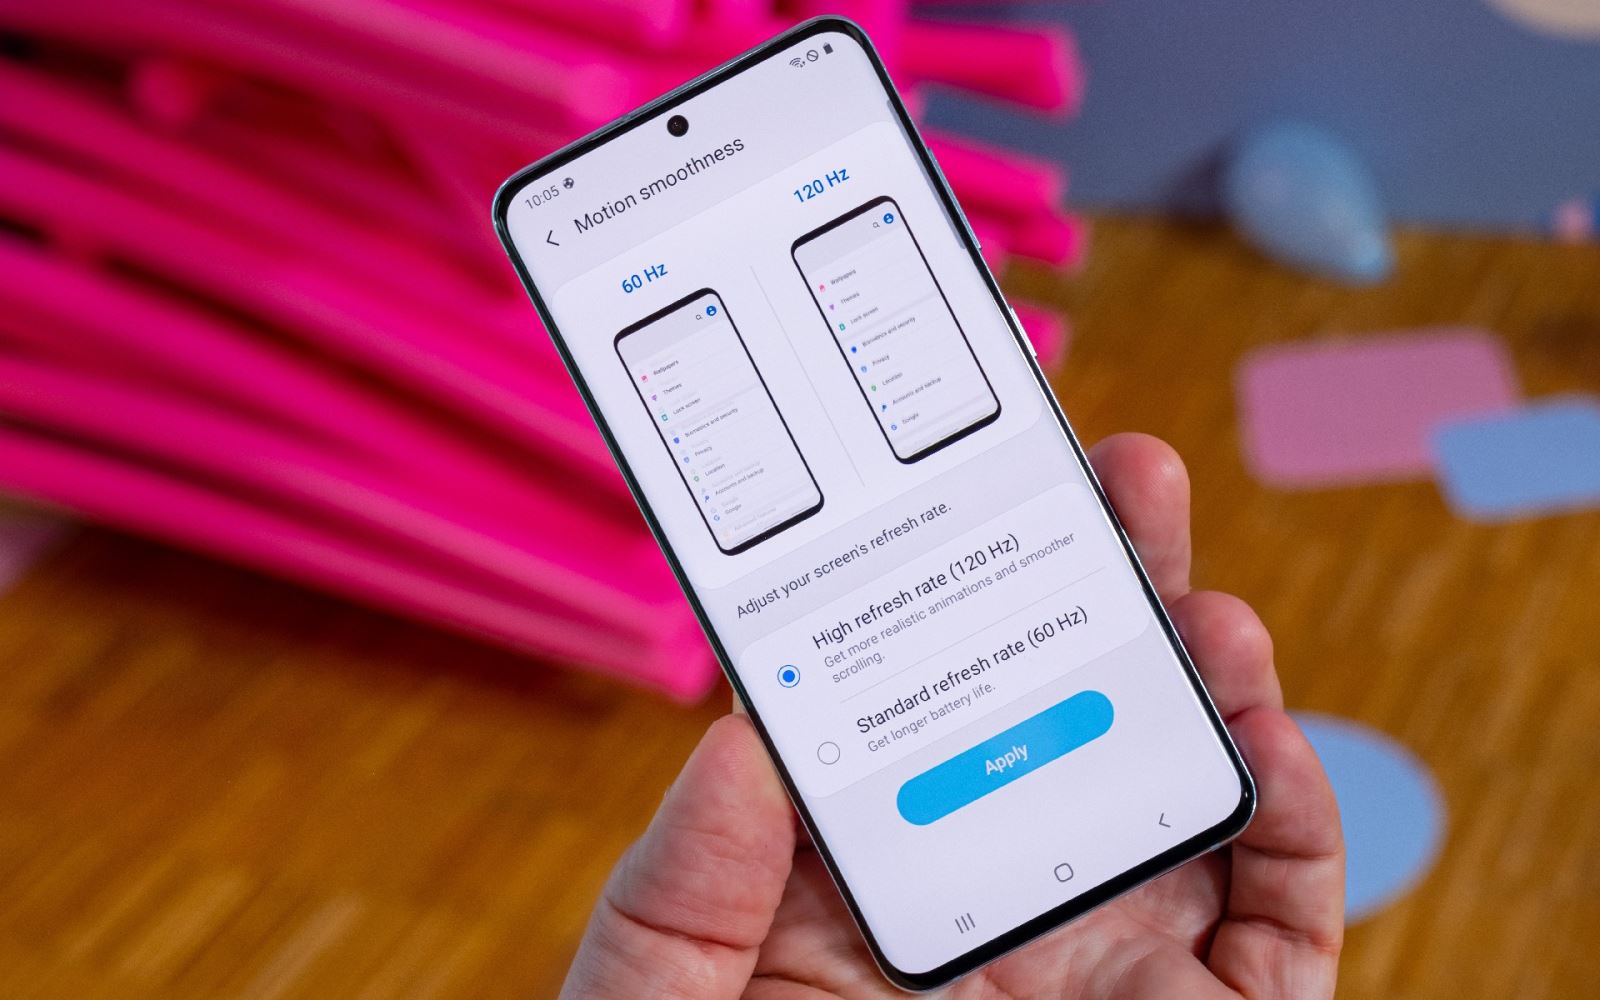 10:05
Motion smoothness
60 Hz
120 Hz
Wallpapers
Themes
Lock screen
Biometrics and security
Privacy
Location
Accounts and backup
Google
Wallpapers
Themes
Lock screen
Biometrics and security
Privacy
Location
Accounts and backup
Google
Adjust your screen's refresh rate.
High refresh rate (120 Hz)
Get more realistic animations and smoother
scrolling.
Standard refresh rate (60 Hz)
Get longer battery life.
Apply